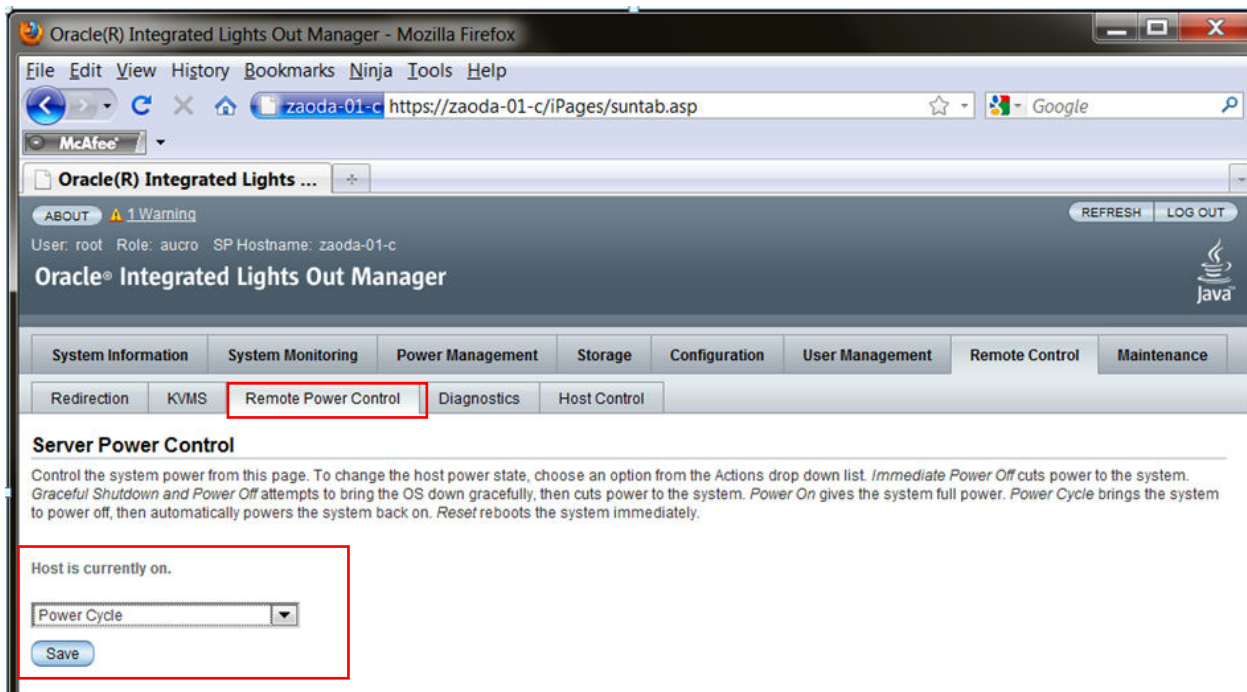 Oracle(R) Integrated Lights Out Manager - Mozilla Firefox
File Edit View History Bookmarks Ninja Tools Help
zaoda-01-c https://zaoda-01-c/iPages/suntab.asp Google
McAfee
Oracle(R) Integrated Lights ...
ABOUT 1 Warning REFRESH LOG OUT
User: root Role: aucro SP Hostname: zaoda-01-c
Oracle® Integrated Lights Out Manager
Java™
System Information System Monitoring Power Management Storage Configuration User Management Remote Control Maintenance
Redirection KVMS Remote Power Control Diagnostics Host Control
Server Power Control
Control the system power from this page. To change the host power state, choose an option from the Actions drop down list. Immediate Power Off cuts power to the system.
Graceful Shutdown and Power Off attempts to bring the OS down gracefully, then cuts power to the system. Power On gives the system full power. Power Cycle brings the system
to power off, then automatically powers the system back on. Reset reboots the system immediately.
Host is currently on.
Power Cycle
Save